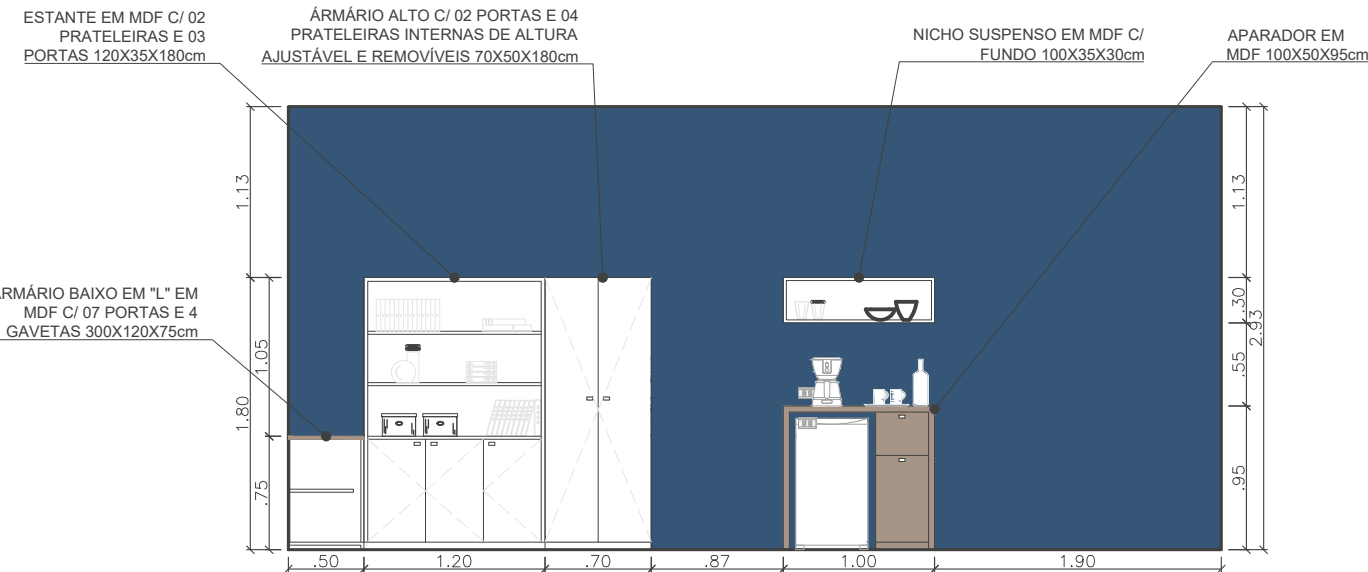 ESTANTE EM MDF C/ 02
PRATELEIRAS E 03
PORTAS 120X35X180cm
ÁRMÁRIO ALTO C/ 02 PORTAS E 04
PRATELEIRAS INTERNAS DE ALTURA
AJUSTÁVEL E REMOVÍVEIS 70X50X180cm
NICHO SUSPENSO EM MDF C/
FUNDO 100X35X30cm
APARADOR EM
MDF 100X50X95cm
ARMÁRIO BAIXO EM "L" EM
MDF C/ 07 PORTAS E 4
GAVETAS 300X120X75cm
1.13
1.80
1.05
.75
1.13
.30
2.93
.55
.95
.50
1.20
.70
.87
1.00
1.90